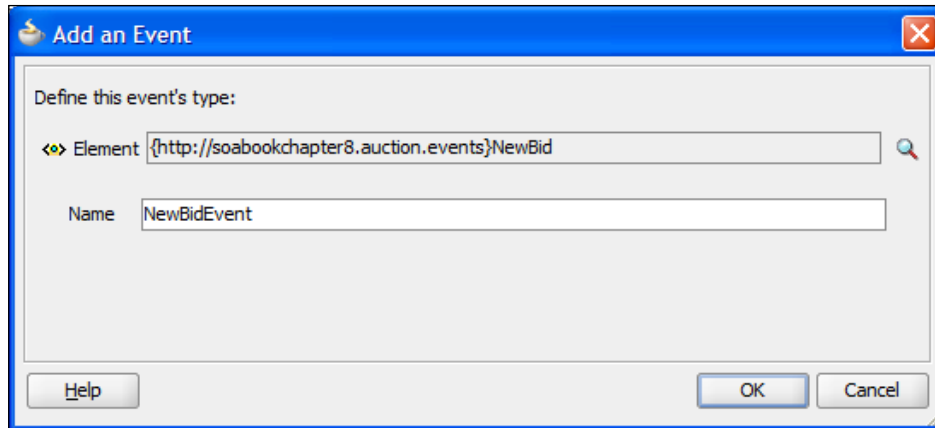 Add an Event
Define this event's type:
Element {http://soabookchapter8.auction.events}NewBid
Name NewBidEvent
Help OK Cancel